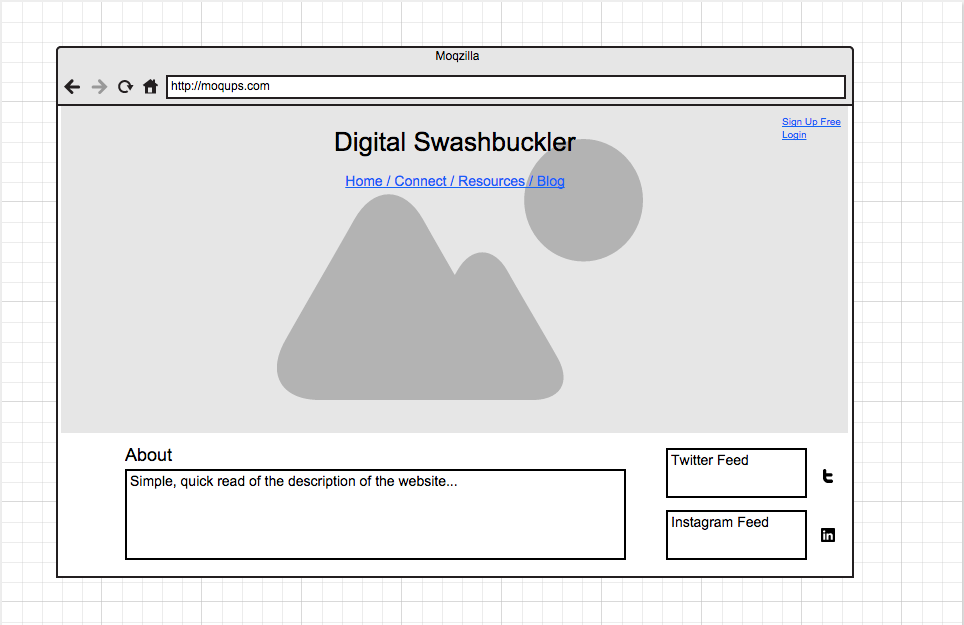 Moqzilla
http://moqups.com
Sign Up Free
Login
Digital Swashbuckler
Home / Connect / Resources / Blog
About
Simple, quick read of the description of the website...
Twitter Feed
t
Instagram Feed
in